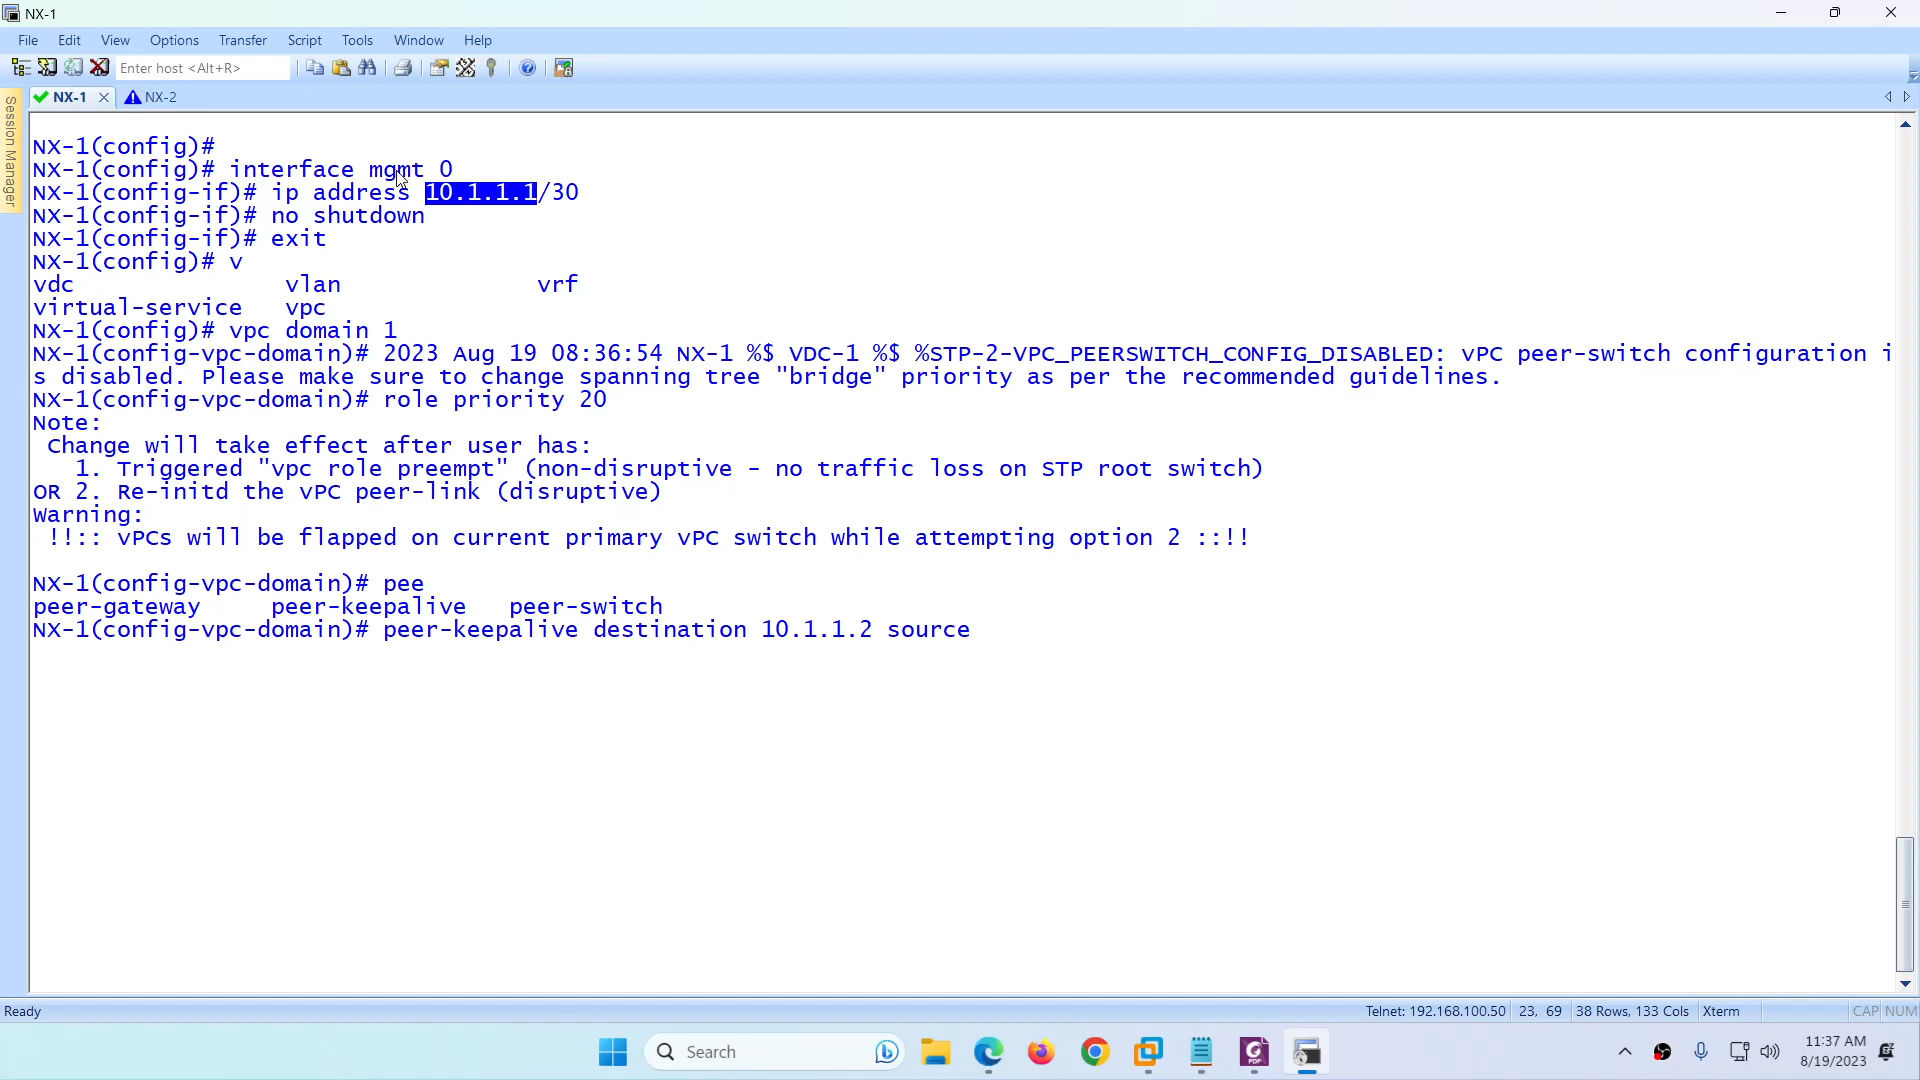 NX-1
File Edit View Options Transfer Script Tools Window Help
Enter host <Alt+R>
NX-1 NX-2
Session Manager
NX-1(config)#
NX-1(config)# interface mgmt 0
NX-1(config-if)# ip address 10.1.1.1/30
NX-1(config-if)# no shutdown
NX-1(config-if)# exit
NX-1(config)# v
vdc vlan vrf
virtual-service vpc
NX-1(config)# vpc domain 1
NX-1(config-vpc-domain)# 2023 Aug 19 08:36:54 NX-1 %$ VDC-1 %$ %STP-2-VPC_PEERSWITCH_CONFIG_DISABLED: vPC peer-switch configuration i
s disabled. Please make sure to change spanning tree "bridge" priority as per the recommended guidelines.
NX-1(config-vpc-domain)# role priority 20
Note:
Change will take effect after user has:
1. Triggered "vpc role preempt" (non-disruptive - no traffic loss on STP root switch)
OR 2. Re-initd the vPC peer-link (disruptive)
Warning:
!!:: vPCs will be flapped on current primary vPC switch while attempting option 2 ::!!
NX-1(config-vpc-domain)# pee
peer-gateway peer-keepalive peer-switch
NX-1(config-vpc-domain)# peer-keepalive destination 10.1.1.2 source
Ready Telnet: 192.168.100.50 23, 69 38 Rows, 133 Cols Xterm CAP NUM
Search
11:37 AM
8/19/2023